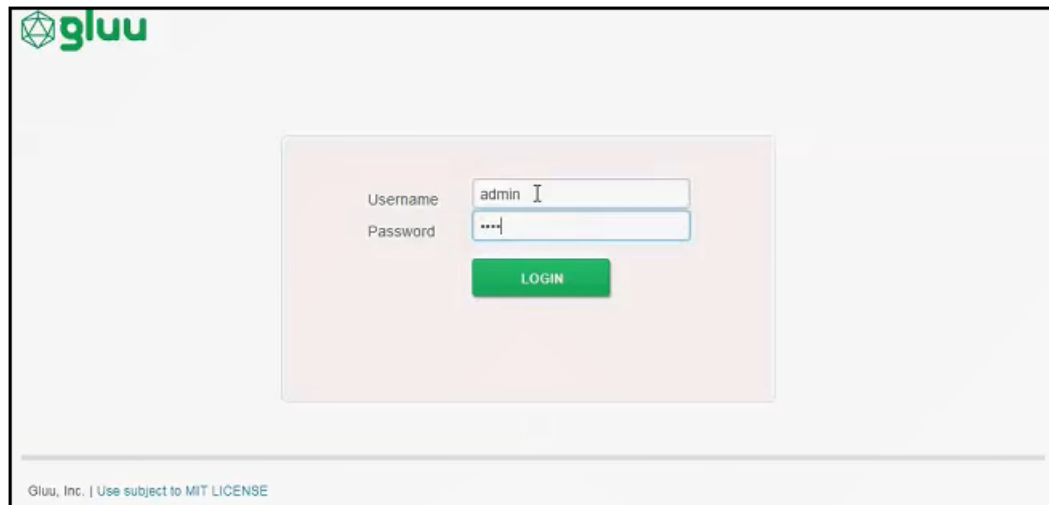 gluu
Username admin
Password ••••
LOGIN
Gluu, Inc. | Use subject to MIT LICENSE